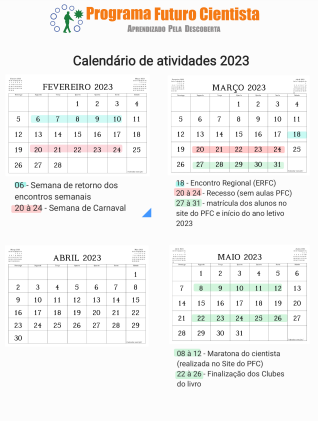 Programa Futuro Cientista
APRENDIZADO PELA DESCOBERTA
Calendário de atividades 2023
FEVEREIRO 2023
1 2 3 4
5 6 7 8 9 10 11
12 13 14 15 16 17 18
19 20 21 22 23 24 25
26 27 28
06 - Semana de retorno dos
encontros semanais
20 à 24 - Semana de Carnaval
MARÇO 2023
1 2 3 4
5 6 7 8 9 10 11
12 13 14 15 16 17 18
19 20 21 22 23 24 25
26 27 28 29 30 31
18 - Encontro Regional (ERFC)
20 à 24 - Recesso (sem aulas PFC)
27 à 31 - matrícula dos alunos no
site do PFC e início do ano letivo
2023
ABRIL 2023
1
2 3 4 5 6 7 8
9 10 11 12 13 14 15
16 17 18 19 20 21 22
23 24 25 26 27 28 29
30
MAIO 2023
1 2 3 4 5 6
7 8 9 10 11 12 13
14 15 16 17 18 19 20
21 22 23 24 25 26 27
28 29 30 31
08 à 12 - Maratona do cientista
(realizada no Site do PFC)
22 à 26 - Finalização dos Clubes
do livro